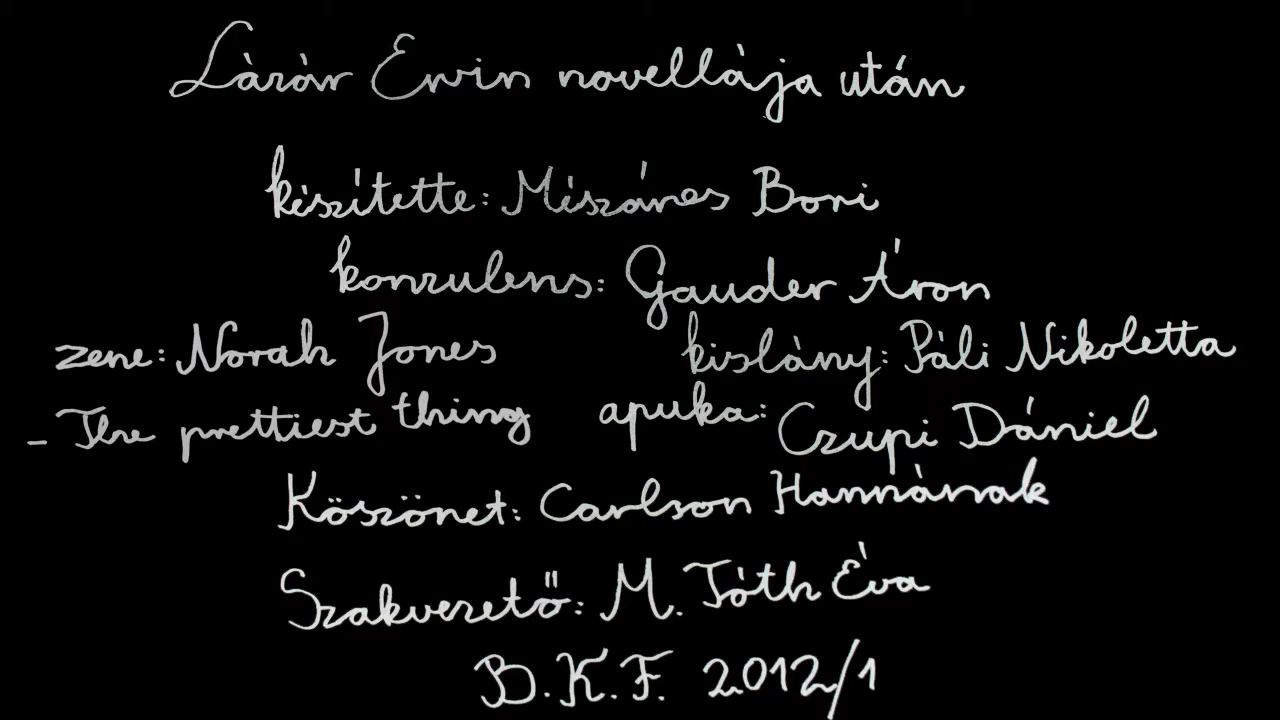 Lázár Ervin novellája után
készítette: Mészáros Bori
konzulens: Gauder Áron
zene: Norah Jones
- The prettiest thing
kislány: Páli Nikoletta
apuka: Czupi Dániel
Köszönet: Carlson Hannának
Szakvezető: M. Tóth Éva
B.K.F. 2012/1